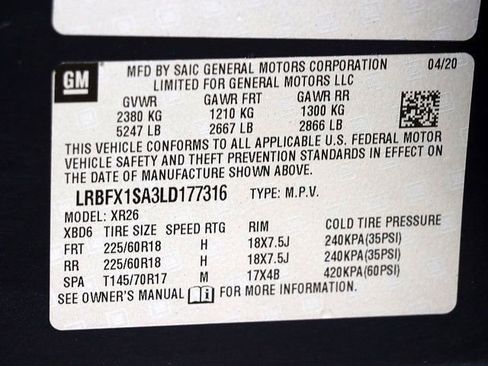 GM
MFD BY SAIC GENERAL MOTORS CORPORATION 04/20
LIMITED FOR GENERAL MOTORS LLC
GVWR GAWR FRT GAWR RR
2380 KG 1210 KG 1300 KG
5247 LB 2667 LB 2866 LB
THIS VEHICLE CONFORMS TO ALL APPLICABLE U.S. FEDERAL MOTOR
VEHICLE SAFETY AND THEFT PREVENTION STANDARDS IN EFFECT ON
THE DATE OF MANUFACTURE SHOWN ABOVE.
LRBFX1SA3LD177316 TYPE: M.P.V.
MODEL: XR26
XBD6 TIRE SIZE SPEED RTG RIM COLD TIRE PRESSURE
FRT 225/60R18 H 18X7.5J 240KPA(35PSI)
RR 225/60R18 H 18X7.5J 240KPA(35PSI)
SPA T145/70R17 M 17X4B 420KPA(60PSI)
SEE OWNER'S MANUAL FOR MORE INFORMATION.